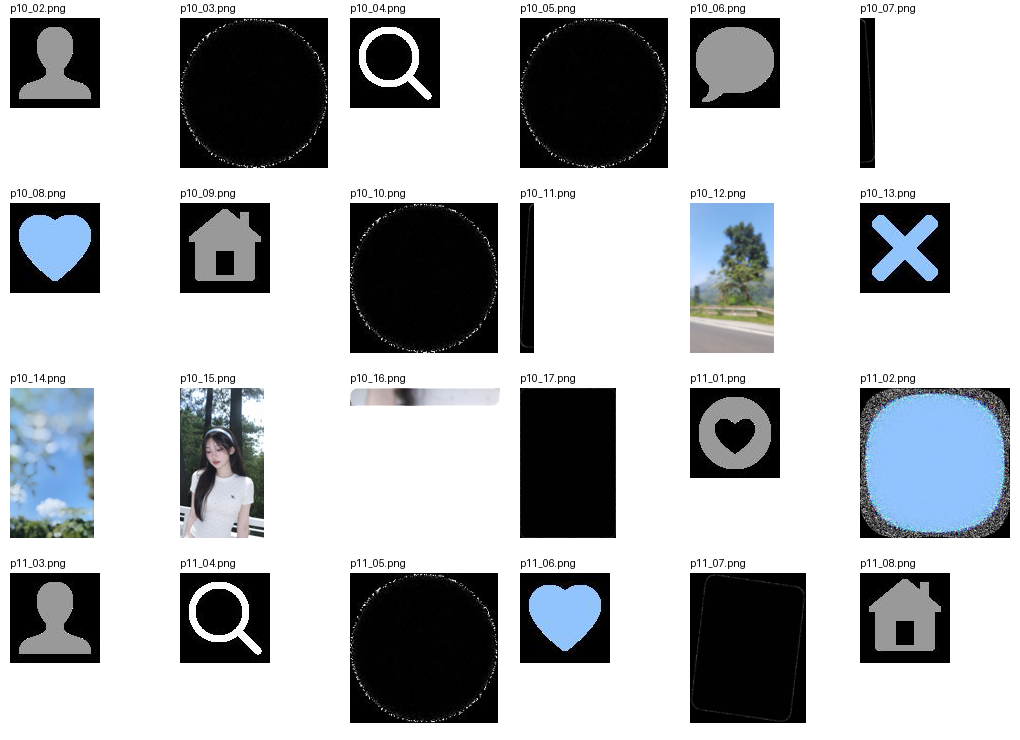 p10_02.png p10_03.png p10_04.png p10_05.png p10_06.png p10_07.png
p10_08.png p10_09.png p10_10.png p10_11.png p10_12.png p10_13.png
p10_14.png p10_15.png p10_16.png p10_17.png p11_01.png p11_02.png
p11_03.png p11_04.png p11_05.png p11_06.png p11_07.png p11_08.png